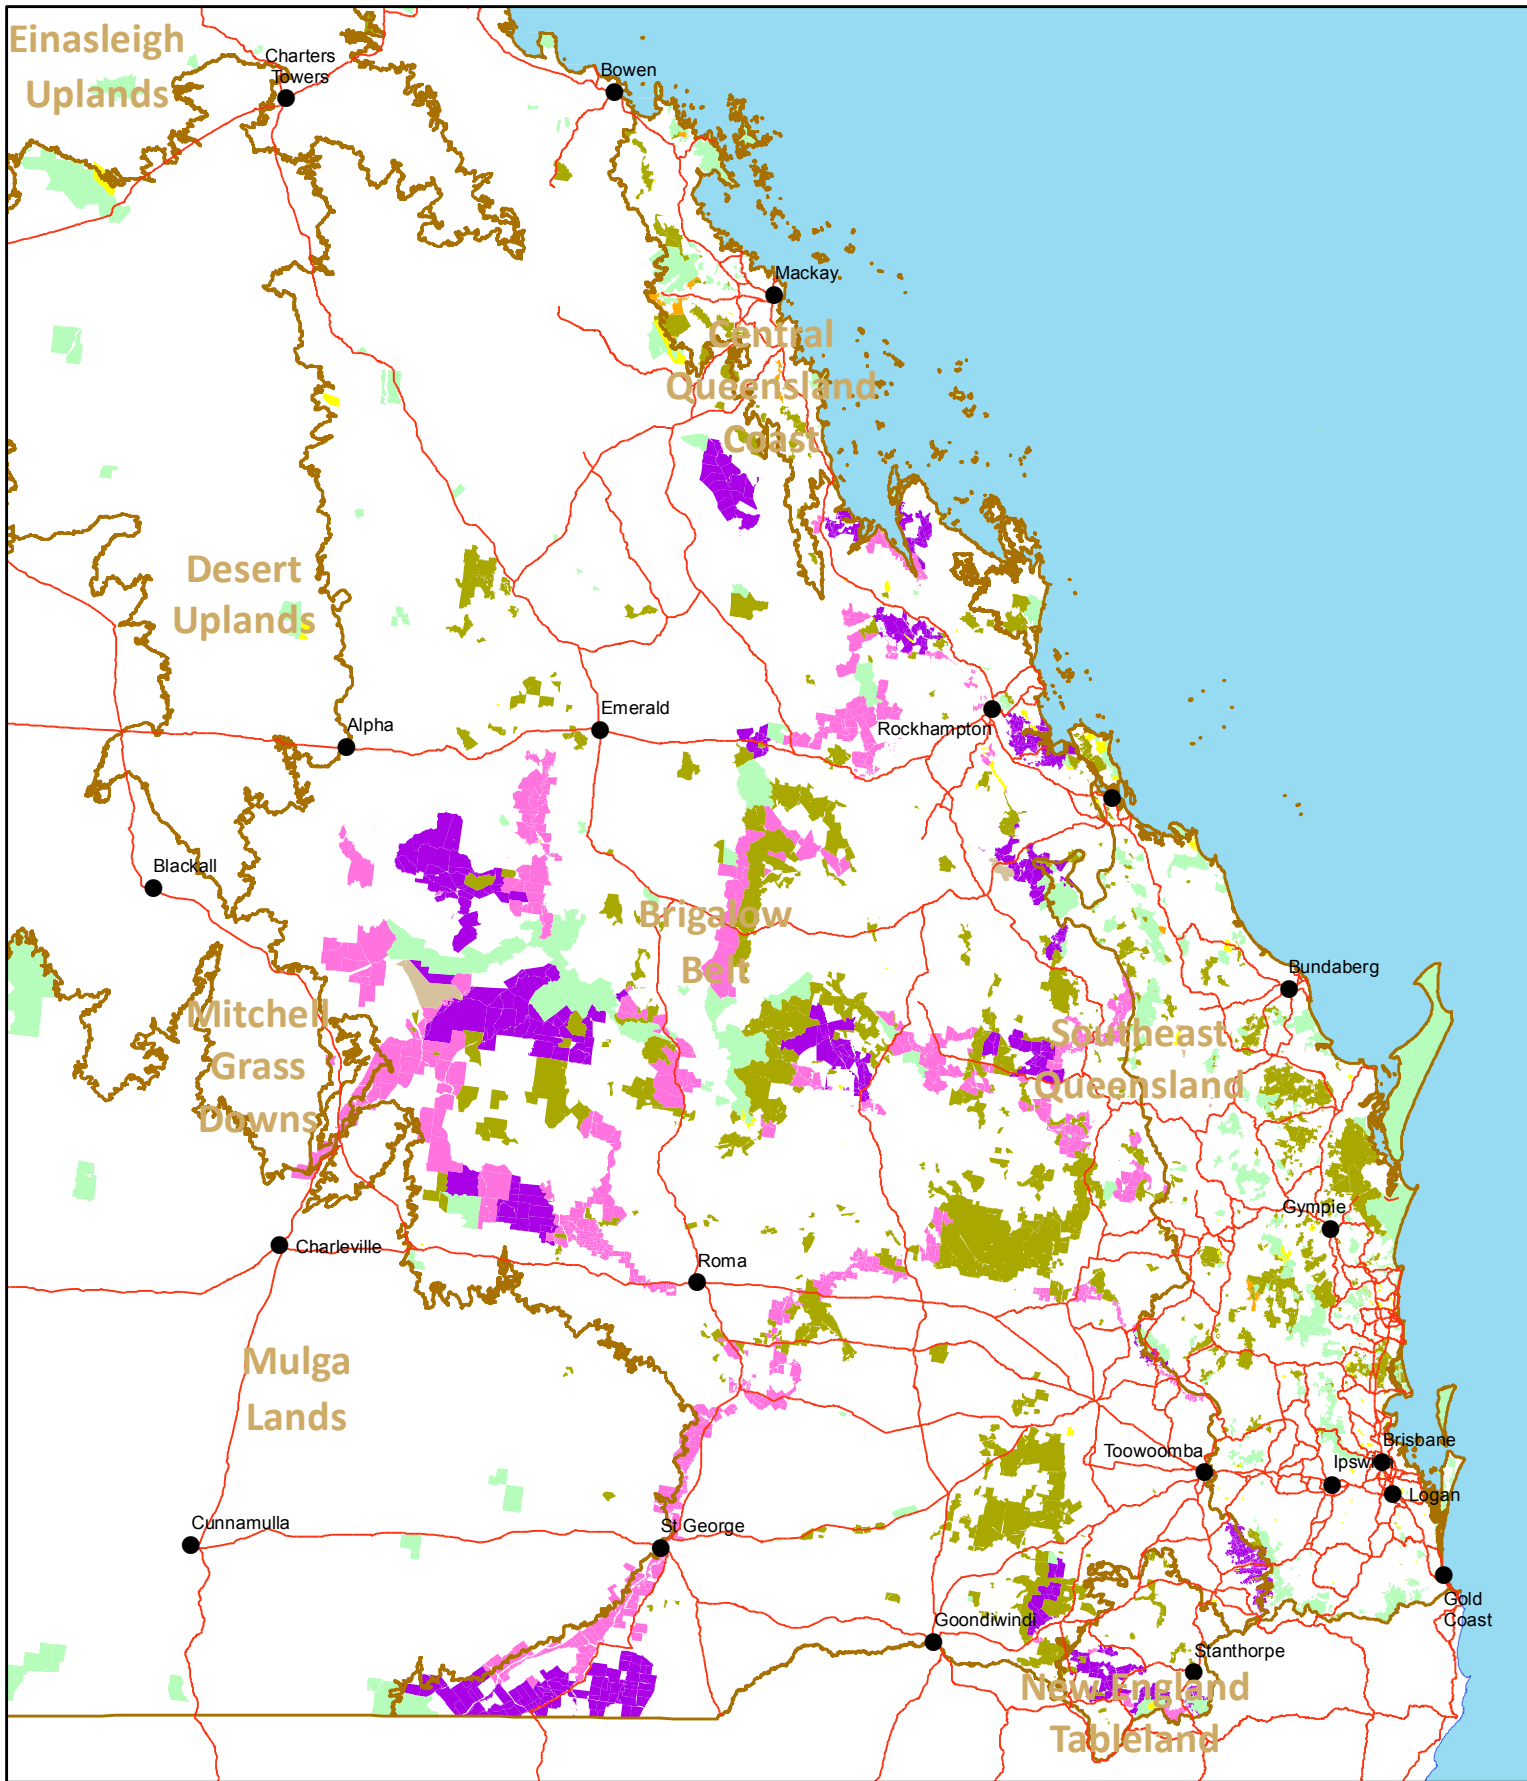 Einasleigh
Uplands
Charters
Towers
Bowen
Mackay
Central
Queensland
Coast
Desert
Uplands
Emerald
Alpha
Rockhampton
Blackall
Brigalow
Belt
Bundaberg
Mitchell
Grass
Downs
Southeast
Queensland
Gympie
Charleville
Roma
Mulga
Lands
Brisbane
Toowoomba
Logan
Cunnamulla
St George
Gold
Coast
Goondiwindi
Stanthorpe
New England
Tableland